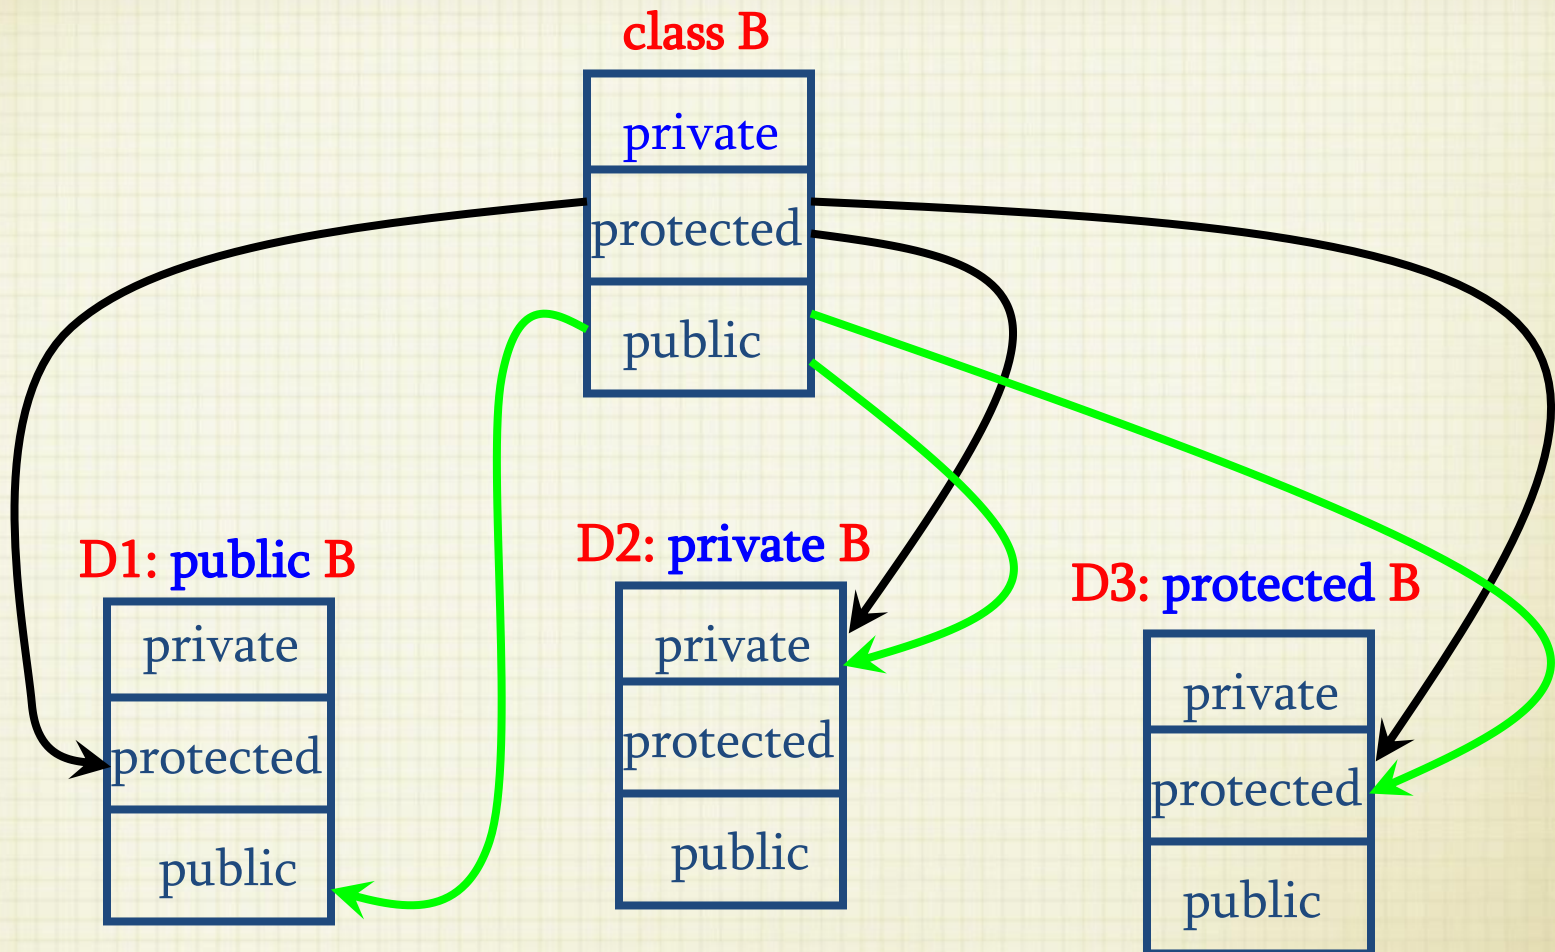 class B
private
protected
public
D1: public B
private
protected
public
D2: private B
private
protected
public
D3: protected B
private
protected
public